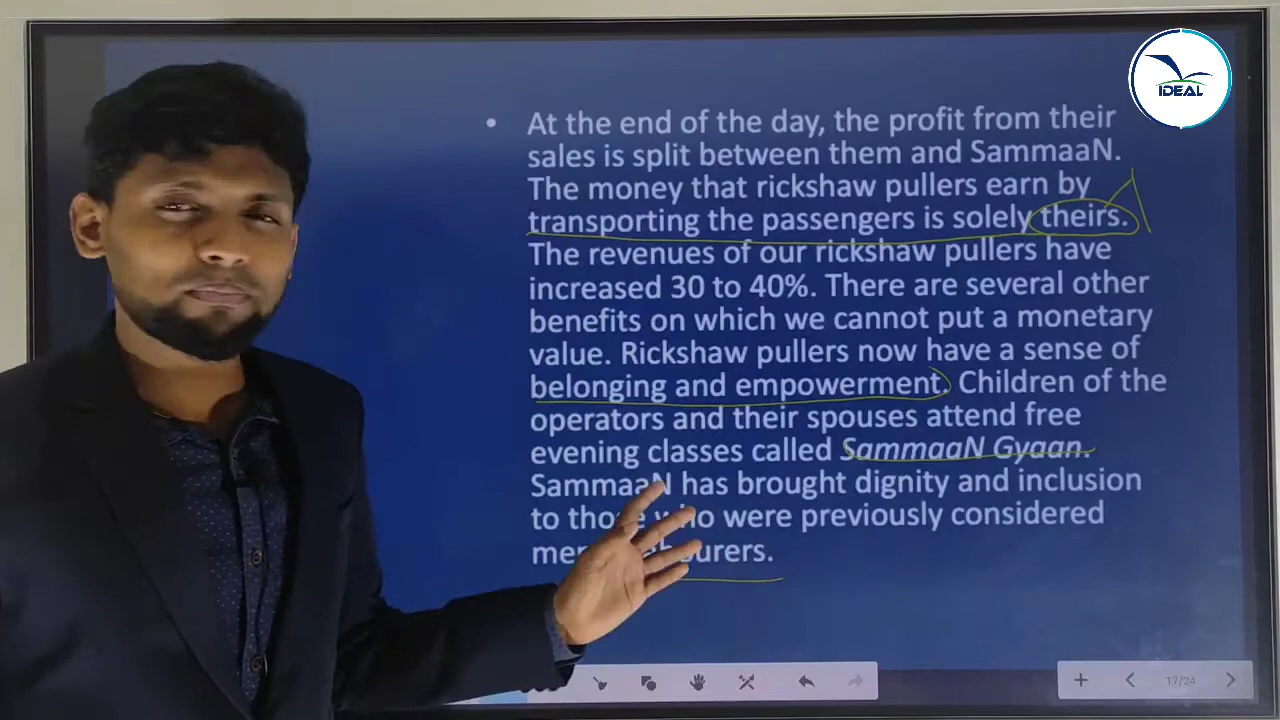 IDEAL
• At the end of the day, the profit from their
sales is split between them and SammaaN.
The money that rickshaw pullers earn by
transporting the passengers is solely theirs.
The revenues of our rickshaw pullers have
increased 30 to 40%. There are several other
benefits on which we cannot put a monetary
value. Rickshaw pullers now have a sense of
belonging and empowerment. Children of the
operators and their spouses attend free
evening classes called SammaaN Gyaan.
SammaaN has brought dignity and inclusion
to those who were previously considered
17/24